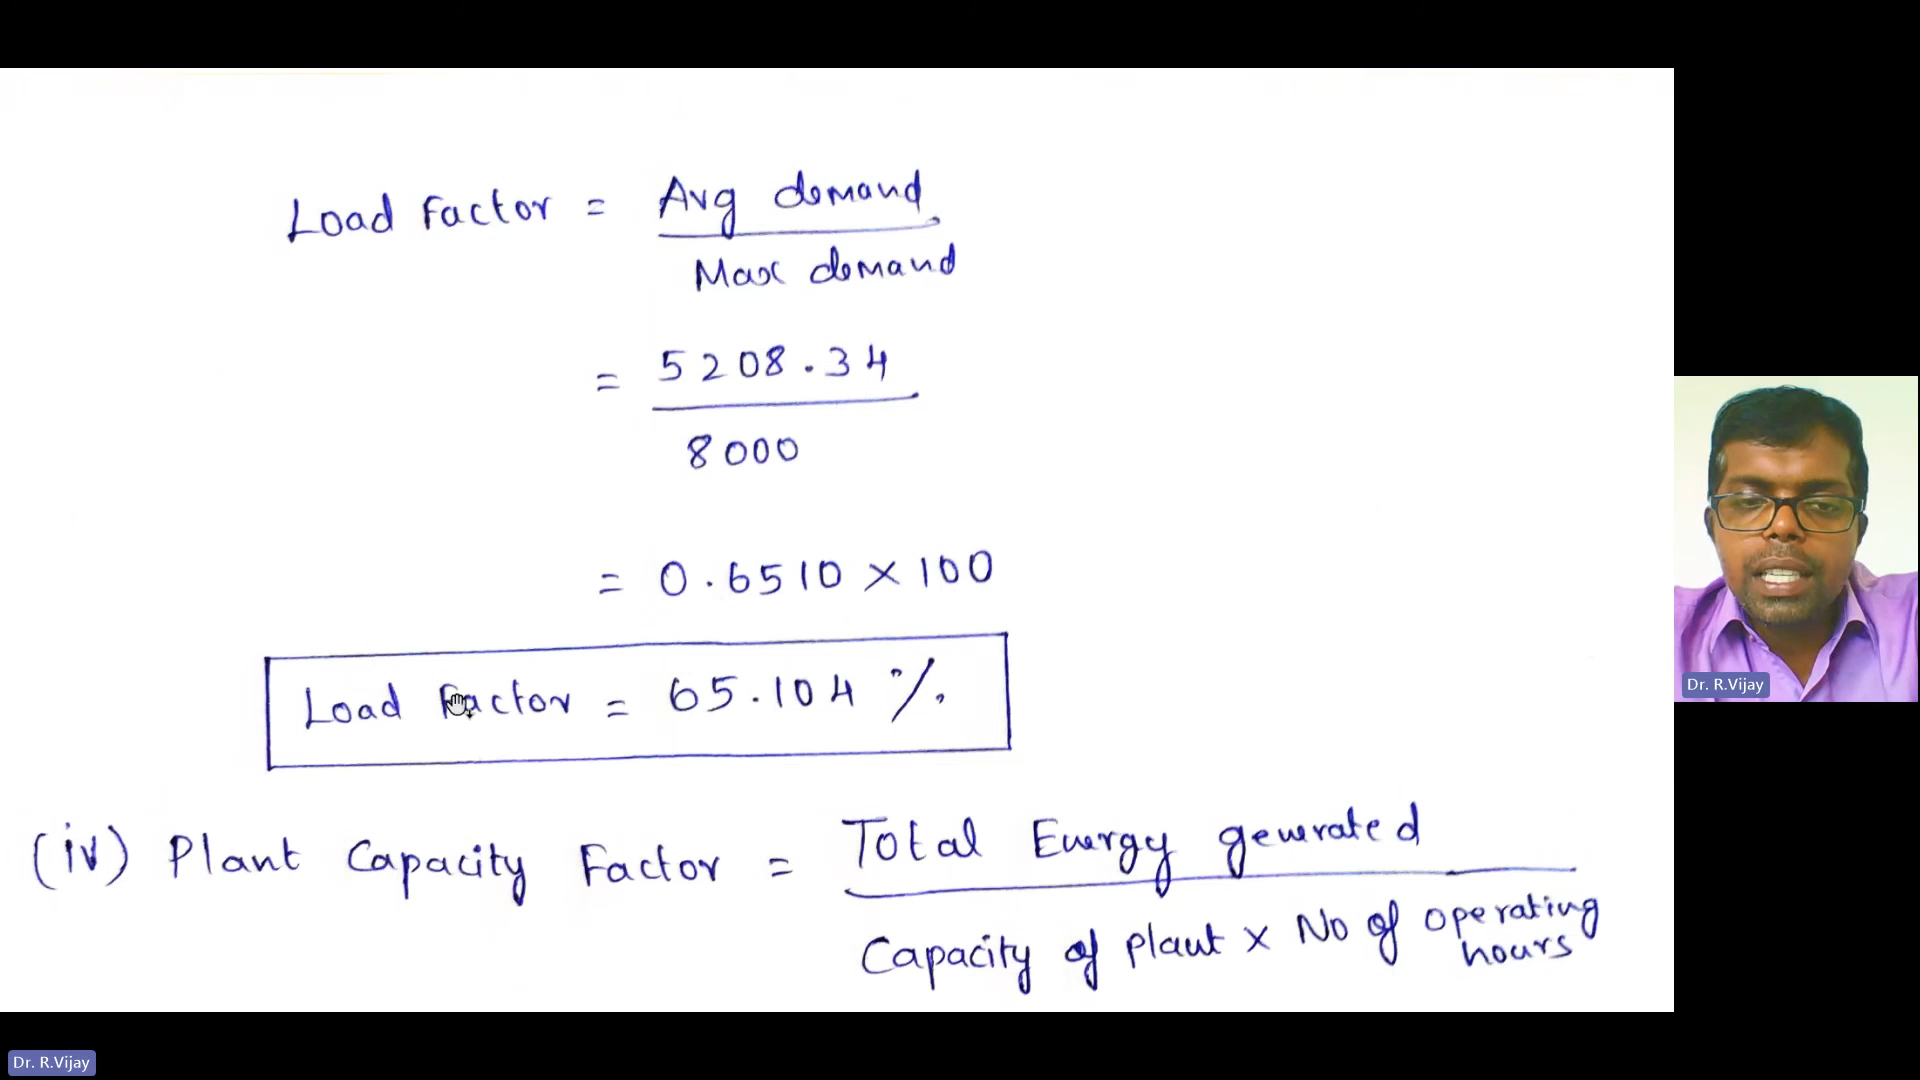 Load Factor = Avg demand
Max demand
= 5208.34
8000
= 0.6510 × 100
Load Factor = 65.104 %.
(iv) Plant Capacity Factor = Total Energy generated
Capacity of plant × No of operating hours
Dr. R.Vijay
Dr. R.Vijay